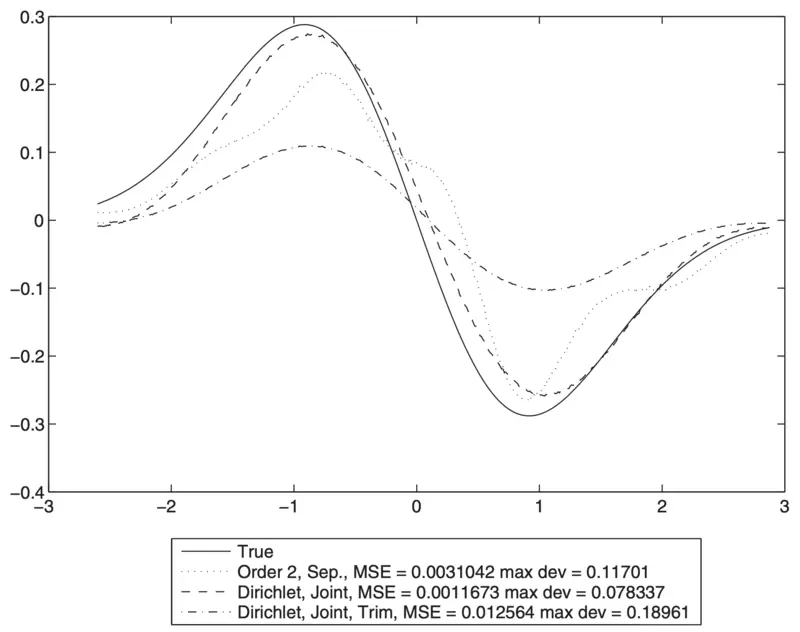 0.3
0.2
0.1
0
−0.1
−0.2
−0.3
−0.4
−3 −2 −1 0 1 2 3
True
Order 2, Sep., MSE = 0.0031042 max dev = 0.11701
Dirichlet, Joint, MSE = 0.0011673 max dev = 0.078337
Dirichlet, Joint, Trim, MSE = 0.012564 max dev = 0.18961